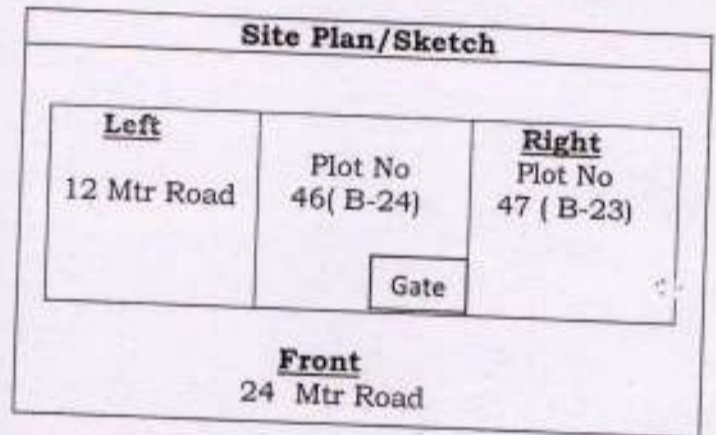 Site Plan/Sketch
Left
12 Mtr Road
Plot No
46( B-24)
Gate
Right
Plot No
47 ( B-23)
Front
24 Mtr Road